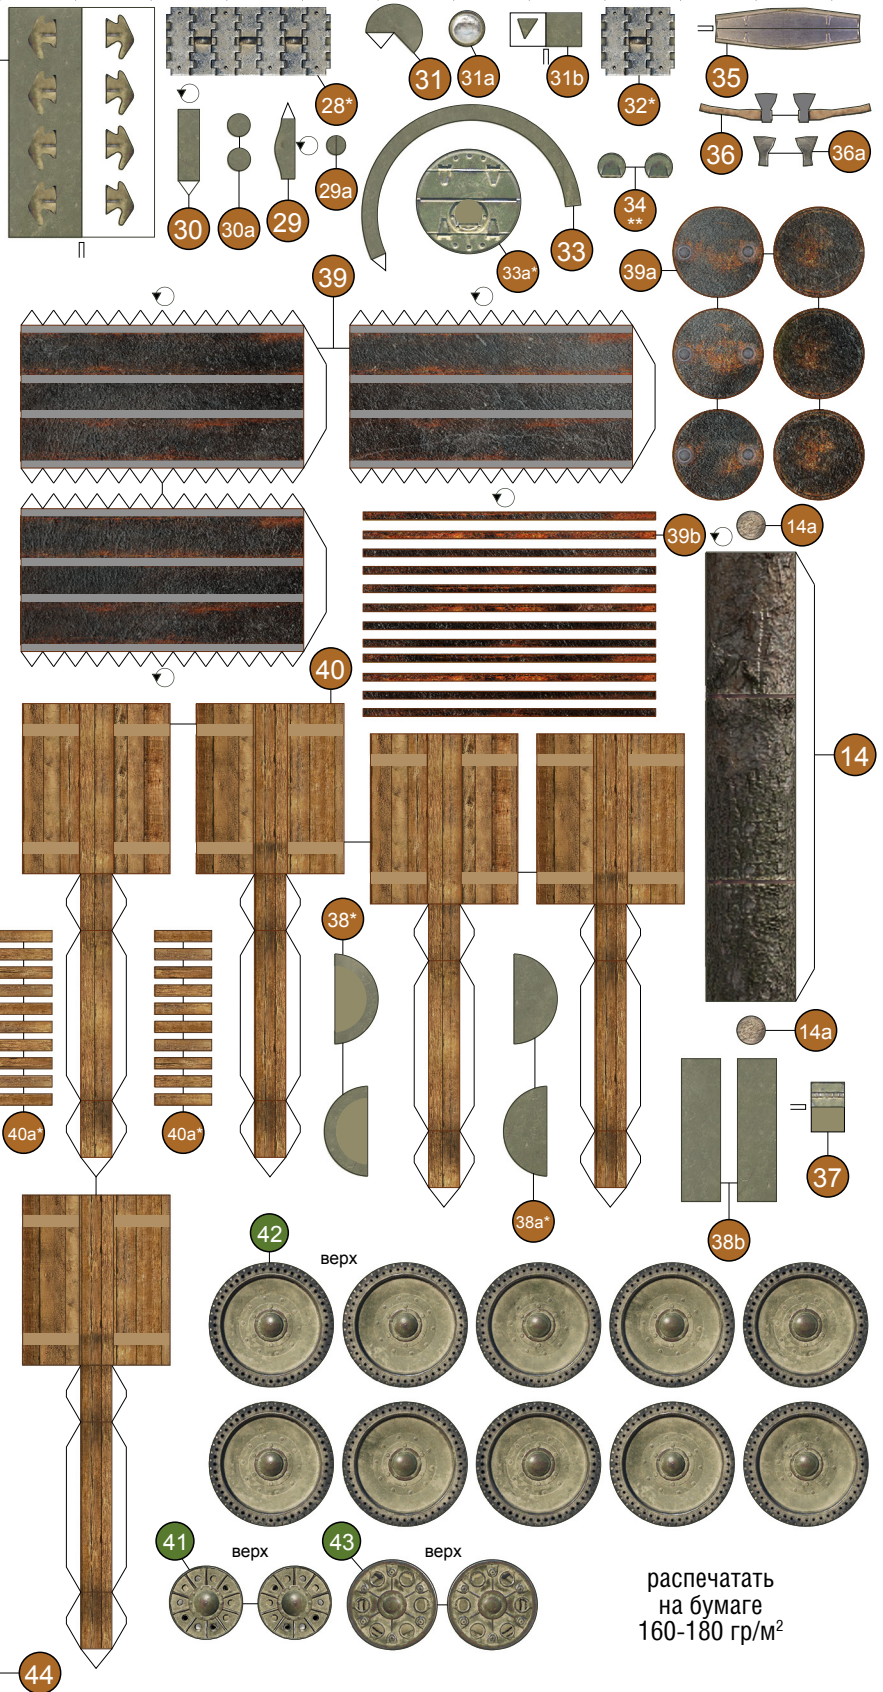 28*
31
31a
31b
32*
35
36
36a
30
30a
29
29a
33
33a*
34
**
39
39a
39b
14a
40
14
38*
14a
40a*
40a*
38a*
38b
37
42
верх
41
верх
43
верх
распечатать
на бумаге
160-180 гр/м²
44